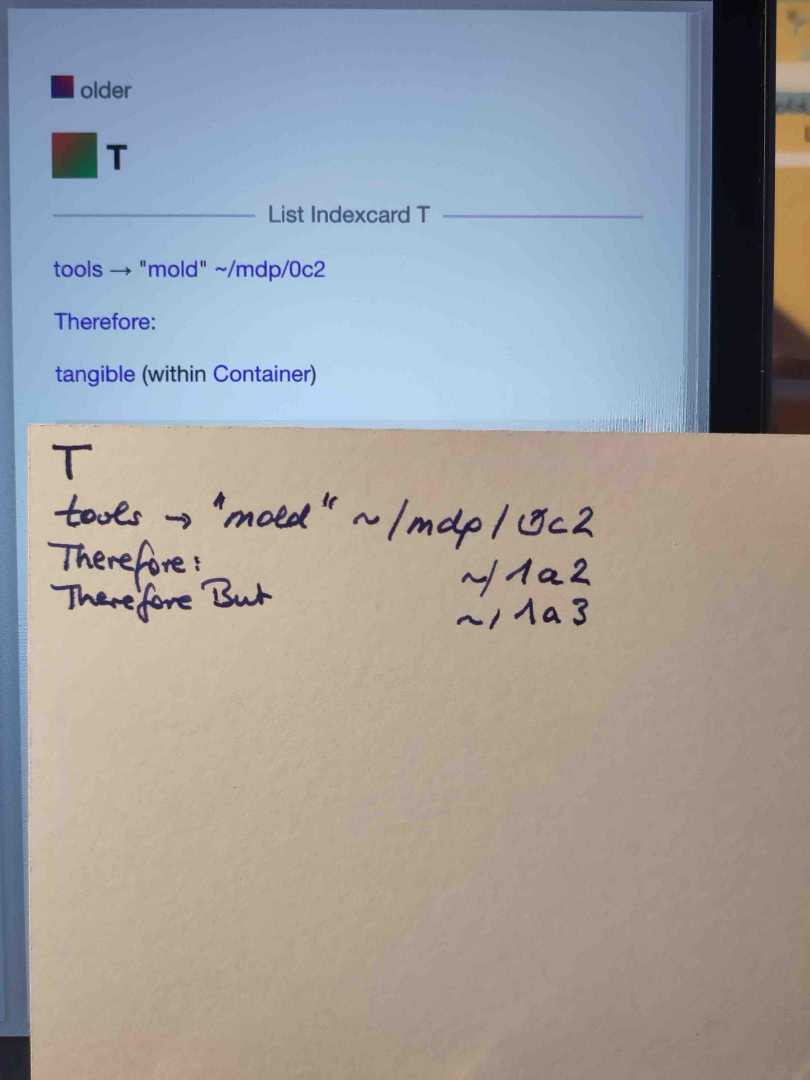 older
T
List Indexcard T
tools → "mold" ~/mdp/0c2
Therefore:
tangible (within Container)
T
tools → "mold" ~/mdp/0c2
Therefore: ~/1a2
Therefore But ~/1a3